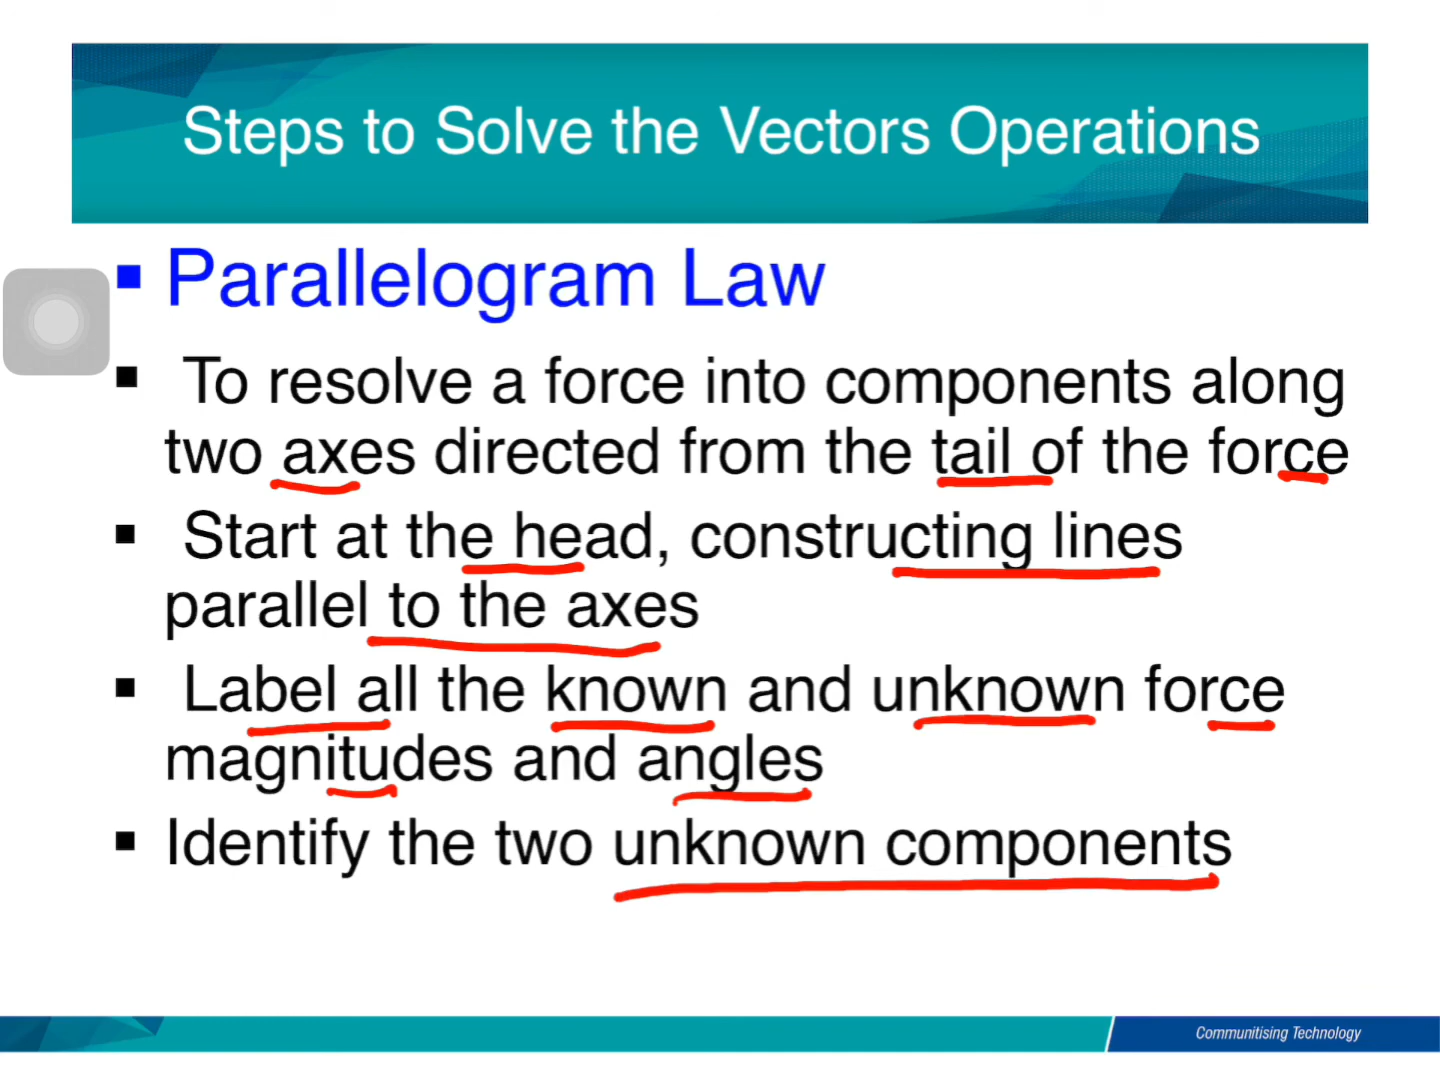 Steps to Solve the Vectors Operations
▪ Parallelogram Law
▪ To resolve a force into components along
two axes directed from the tail of the force
▪ Start at the head, constructing lines
parallel to the axes
▪ Label all the known and unknown force
magnitudes and angles
▪ Identify the two unknown components
Communitising Technology